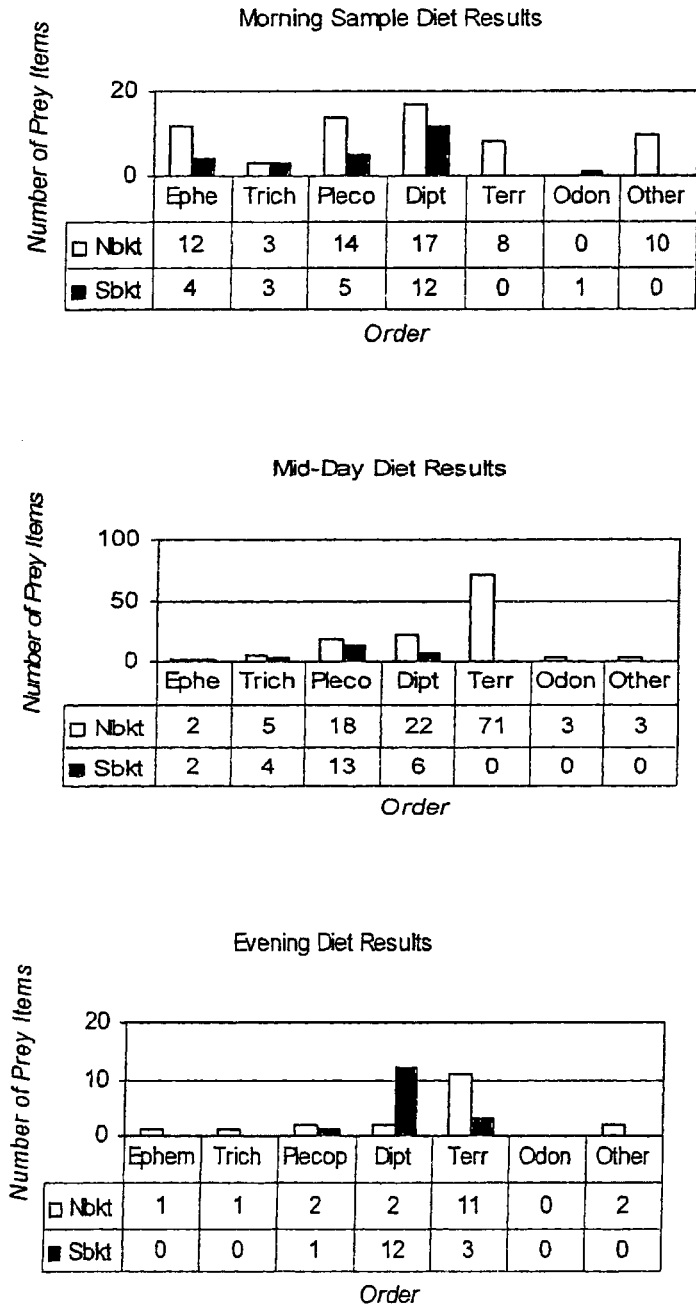 Morning Sample Diet Results
Number of Prey Items
20
0
Ephe Trich Pleco Dipt Terr Odon Other
Nbkt 12 3 14 17 8 0 10
Sbkt 4 3 5 12 0 1 0
Order
Mid-Day Diet Results
Number of Prey Items
100
50
0
Ephe Trich Pleco Dipt Terr Odon Other
Nbkt 2 5 18 22 71 3 3
Sbkt 2 4 13 6 0 0 0
Order
Evening Diet Results
Number of Prey Items
20
10
0
Ephem Trich Plecop Dipt Terr Odon Other
Nbkt 1 1 2 2 11 0 2
Sbkt 0 0 1 12 3 0 0
Order